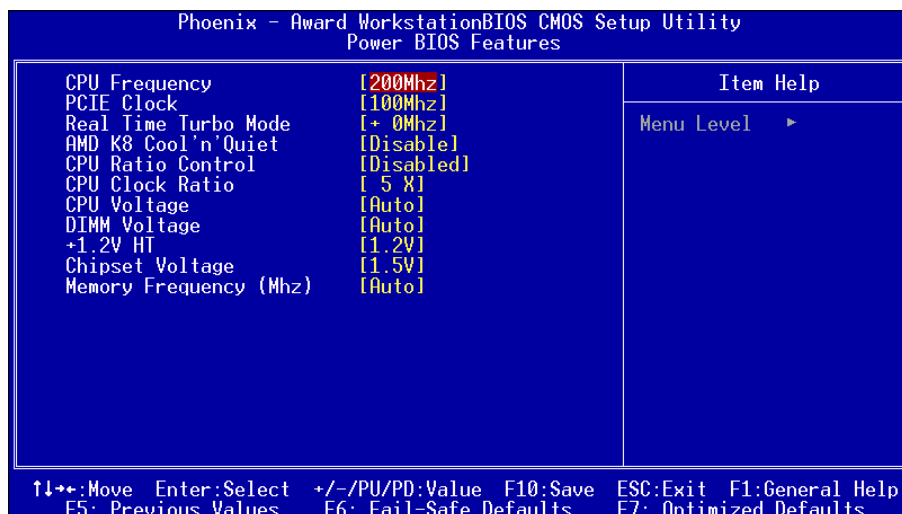 Phoenix - Award WorkstationBIOS CMOS Setup Utility
Power BIOS Features
CPU Frequency [200Mhz]
PCIE Clock [100Mhz]
Real Time Turbo Mode [+ 0Mhz]
AMD K8 Cool'n'Quiet [Disable]
CPU Ratio Control [Disabled]
CPU Clock Ratio [ 5 X]
CPU Voltage [Auto]
DIMM Voltage [Auto]
+1.2V HT [1.2V]
Chipset Voltage [1.5V]
Memory Frequency (Mhz) [Auto]
Item Help
Menu Level ►
↑↓→←:Move Enter:Select +/-/PU/PD:Value F10:Save ESC:Exit F1:General Help
F5: Previous Values F6: Fail-Safe Defaults F7: Optimized Defaults